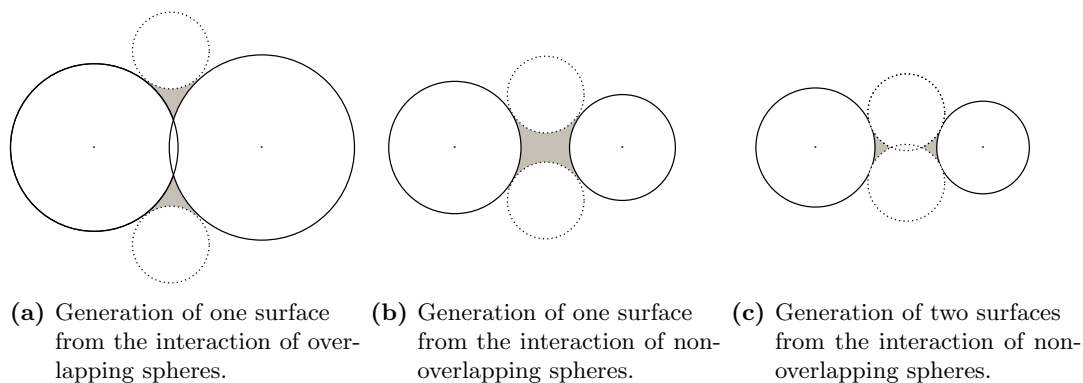 (a) Generation of one surface
from the interaction of over-
lapping spheres.
(b) Generation of one surface
from the interaction of non-
overlapping spheres.
(c) Generation of two surfaces
from the interaction of non-
overlapping spheres.